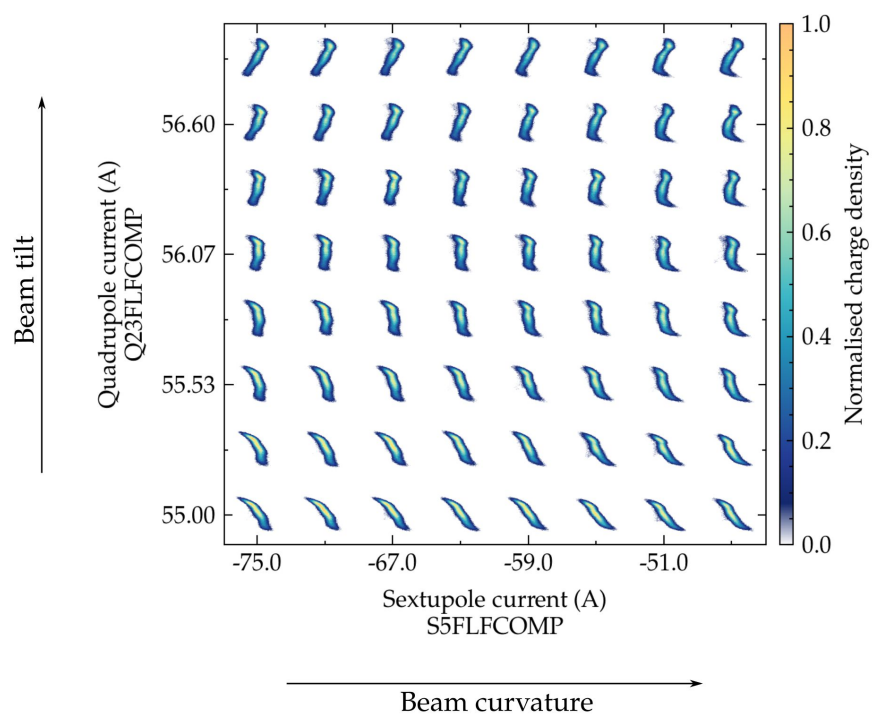 Beam tilt
Quadrupole current (A)
Q23FLFCOMP
56.60
56.07
55.53
55.00
-75.0
-67.0
-59.0
-51.0
Sextupole current (A)
S5FLFCOMP
Beam curvature
1.0
0.8
0.6
0.4
0.2
0.0
Normalised charge density